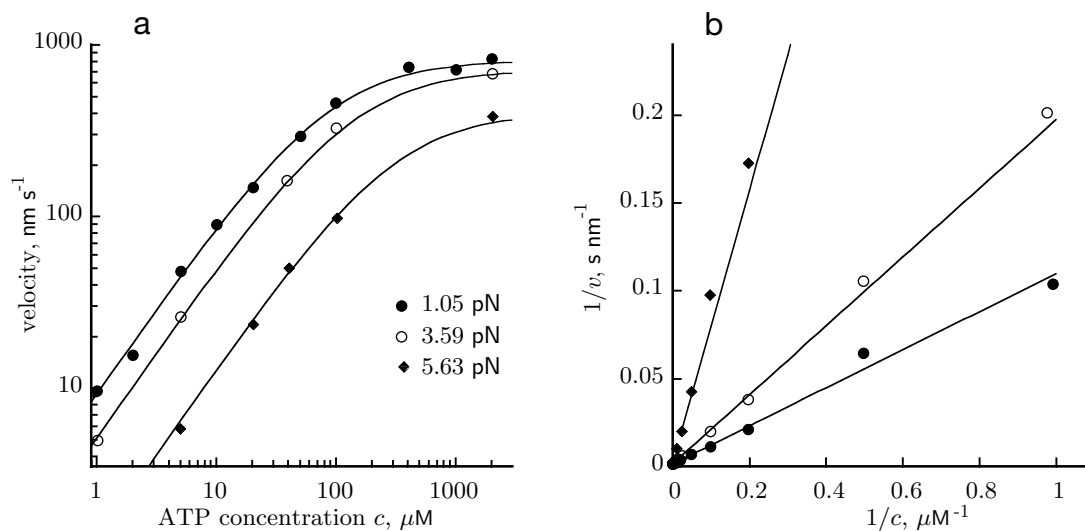 a
1000
100
10
velocity, nm s⁻¹
1.05 pN
3.59 pN
5.63 pN
1 10 100 1000
ATP concentration c, μM
b
0.2
0.15
0.1
0.05
0
1/v, s nm⁻¹
0 0.2 0.4 0.6 0.8 1
1/c, μM⁻¹